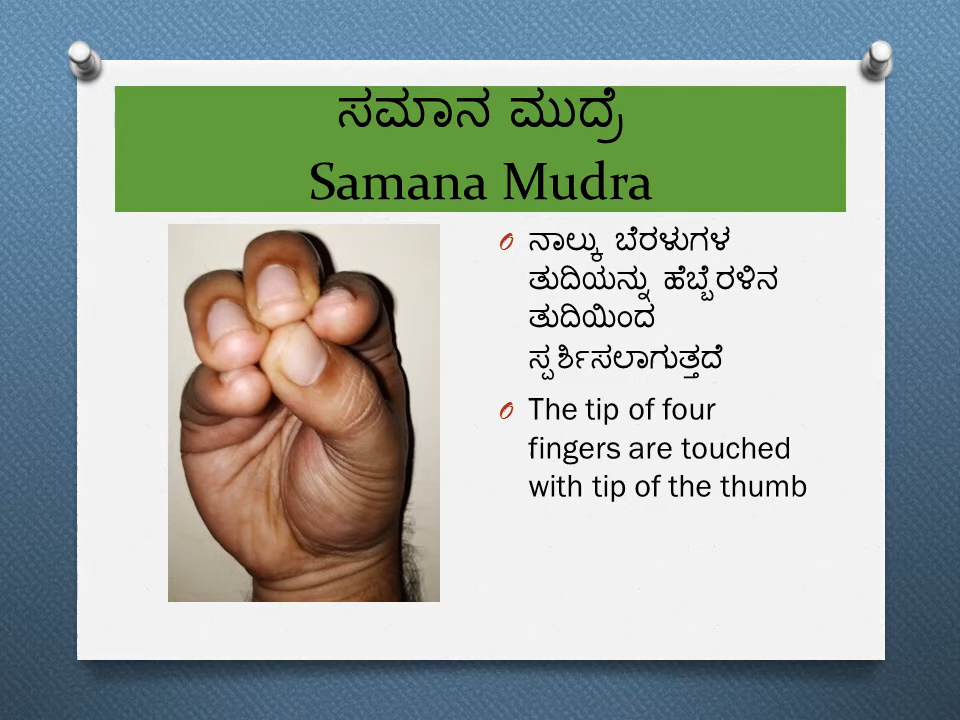 ಸಮಾನ ಮುದ್ರೆ
Samana Mudra
ನಾಲ್ಕು ಬೆರಳುಗಳ
ತುದಿಯನ್ನು ಹೆಬ್ಬೆರಳಿನ
ತುದಿಯಿಂದ
ಸ್ಪರ್ಶಿಸಲಾಗುತ್ತದೆ
The tip of four
fingers are touched
with tip of the thumb